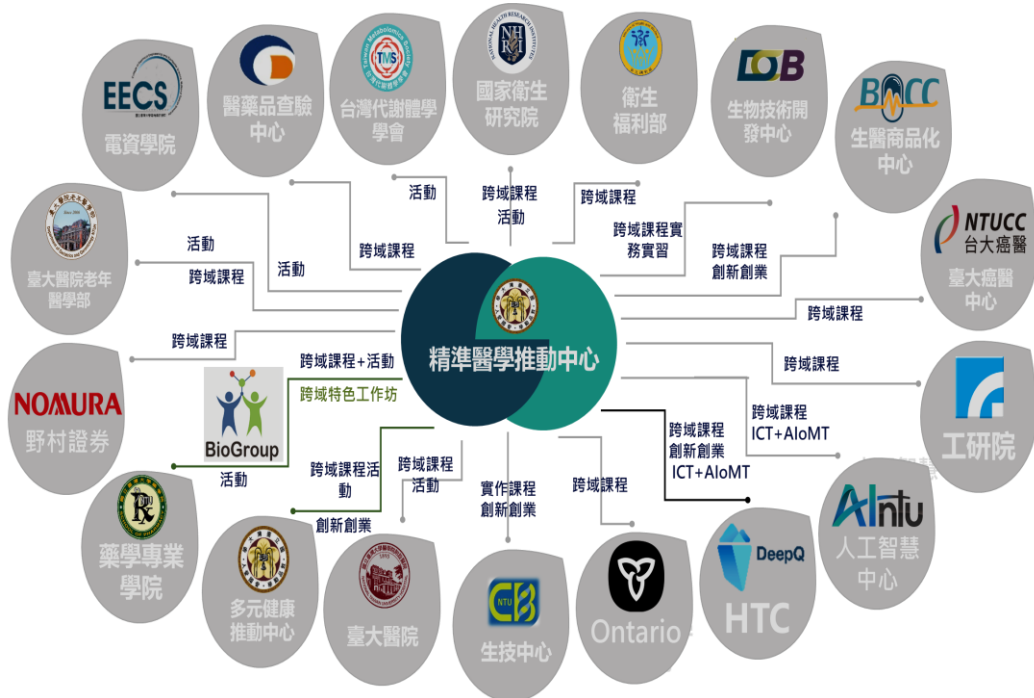 EECS
電資學院
醫藥品查驗
中心
Taiwan Metabolomics Society
TMS
台灣代謝體學
學會
NATIONAL HEALTH RESEARCH INSTITUTES
NHRI
國家衛生
研究院
衛生
福利部
DCB
生物技術開
發中心
BMCC
生醫商品化
中心
NTUCC
台大癌醫
臺大癌醫
中心
臺大醫院老年
醫學部
活動
跨域課程
活動
跨域課程
活動
跨域課程
活動
跨域課程
跨域課程實
務實習
跨域課程
創新創業
跨域課程
跨域課程
跨域課程
ICT+AIoMT
跨域課程
創新創業
ICT+AIoMT
跨域課程
跨域課程+活動
跨域特色工作坊
精準醫學推動中心
NOMURA
野村證券
BioGroup
活動
跨域課程活
動
創新創業
跨域課程
活動
實作課程
創新創業
跨域課程
工研院
藥學專業
學院
多元健康
推動中心
臺大醫院
NTU
CB
生技中心
Ontario
DeepQ
HTC
AIntu
人工智慧
中心